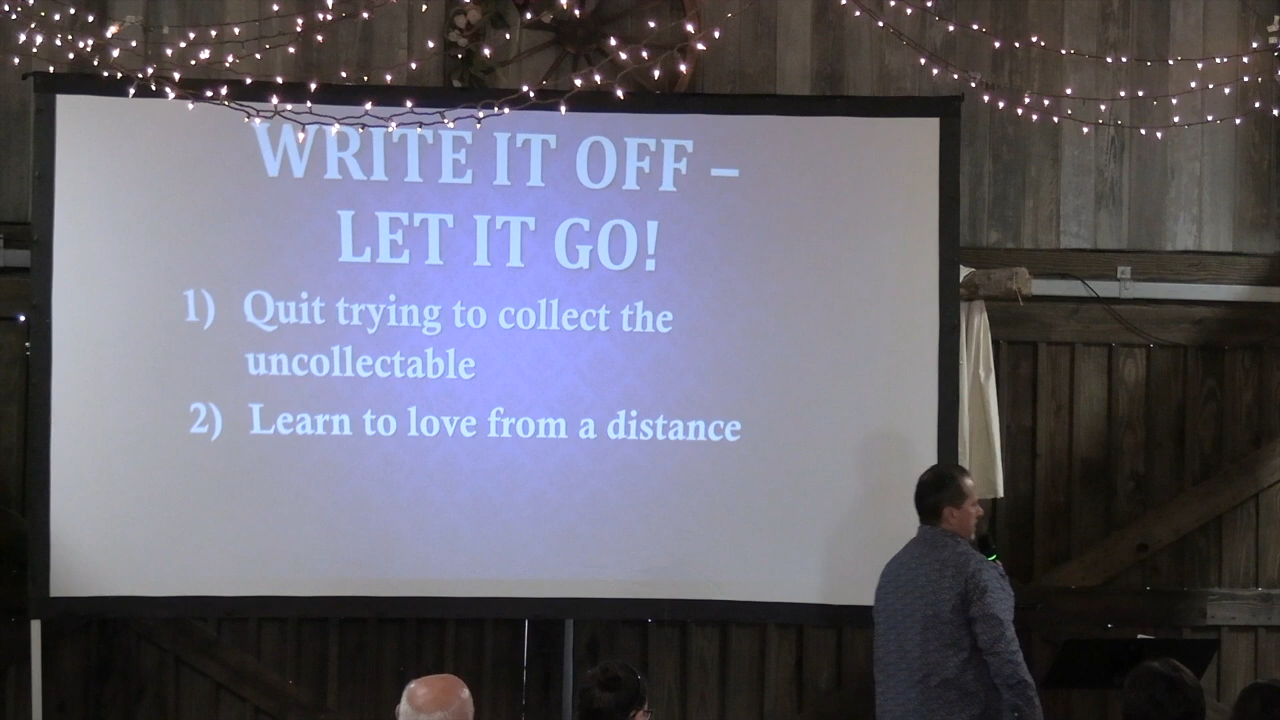 WRITE IT OFF –
LET IT GO!
1) Quit trying to collect the
uncollectable
2) Learn to love from a distance